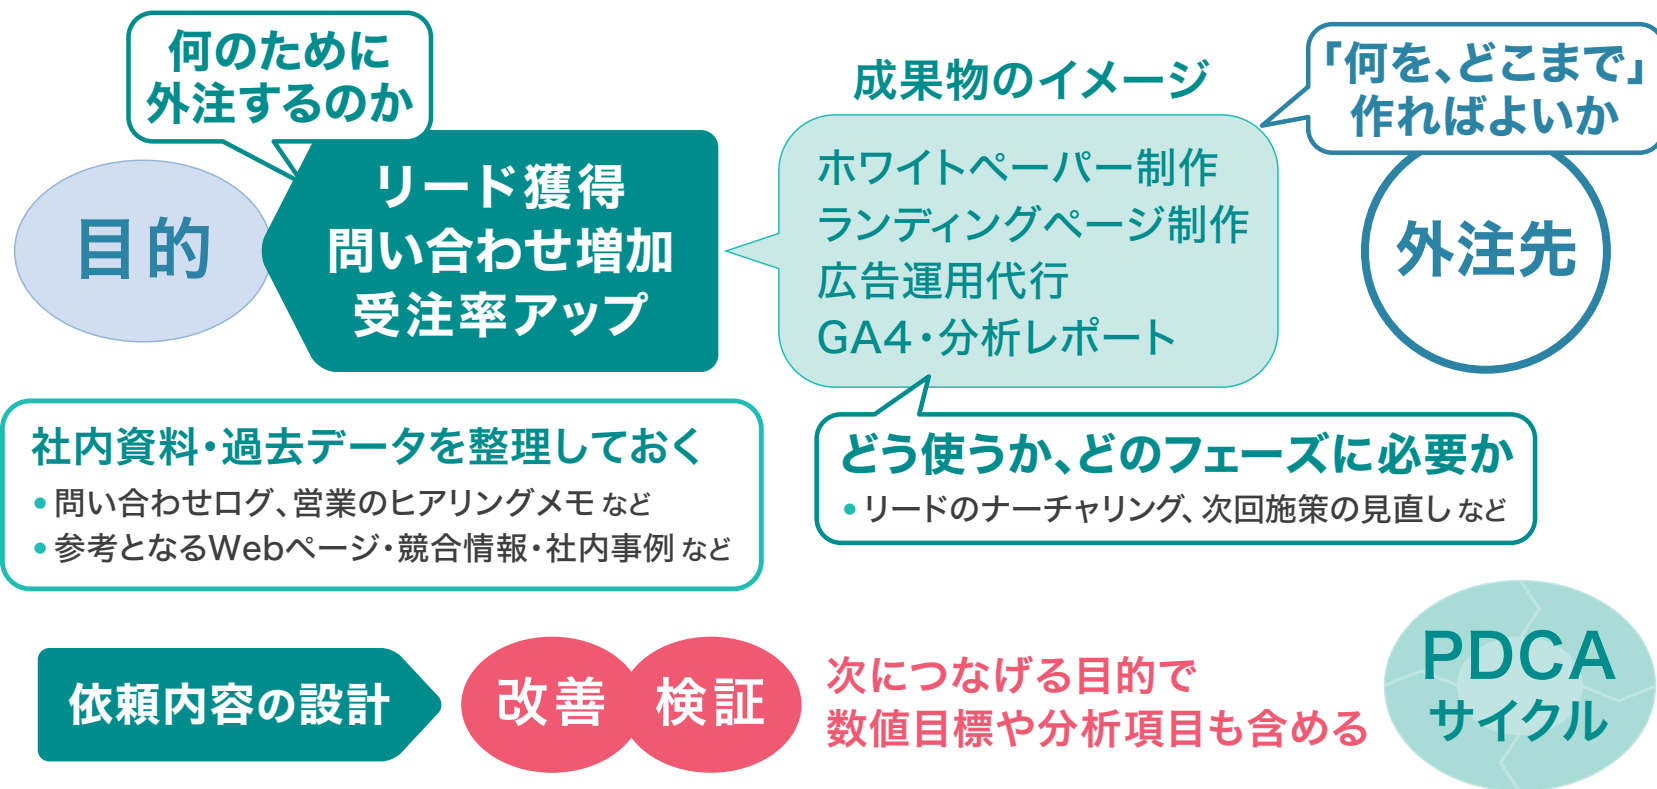 何のために
外注するのか
目的
リード獲得
問い合わせ増加
受注率アップ
成果物のイメージ
ホワイトペーパー制作
ランディングページ制作
広告運用代行
GA4・分析レポート
「何を、どこまで」
作ればよいか
外注先
社内資料・過去データを整理しておく
• 問い合わせログ、営業のヒアリングメモ など
• 参考となるWebページ・競合情報・社内事例 など
どう使うか、どのフェーズに必要か
• リードのナーチャリング、次回施策の見直し など
依頼内容の設計
改善 検証
次につなげる目的で
数値目標や分析項目も含める
PDCA
サイクル